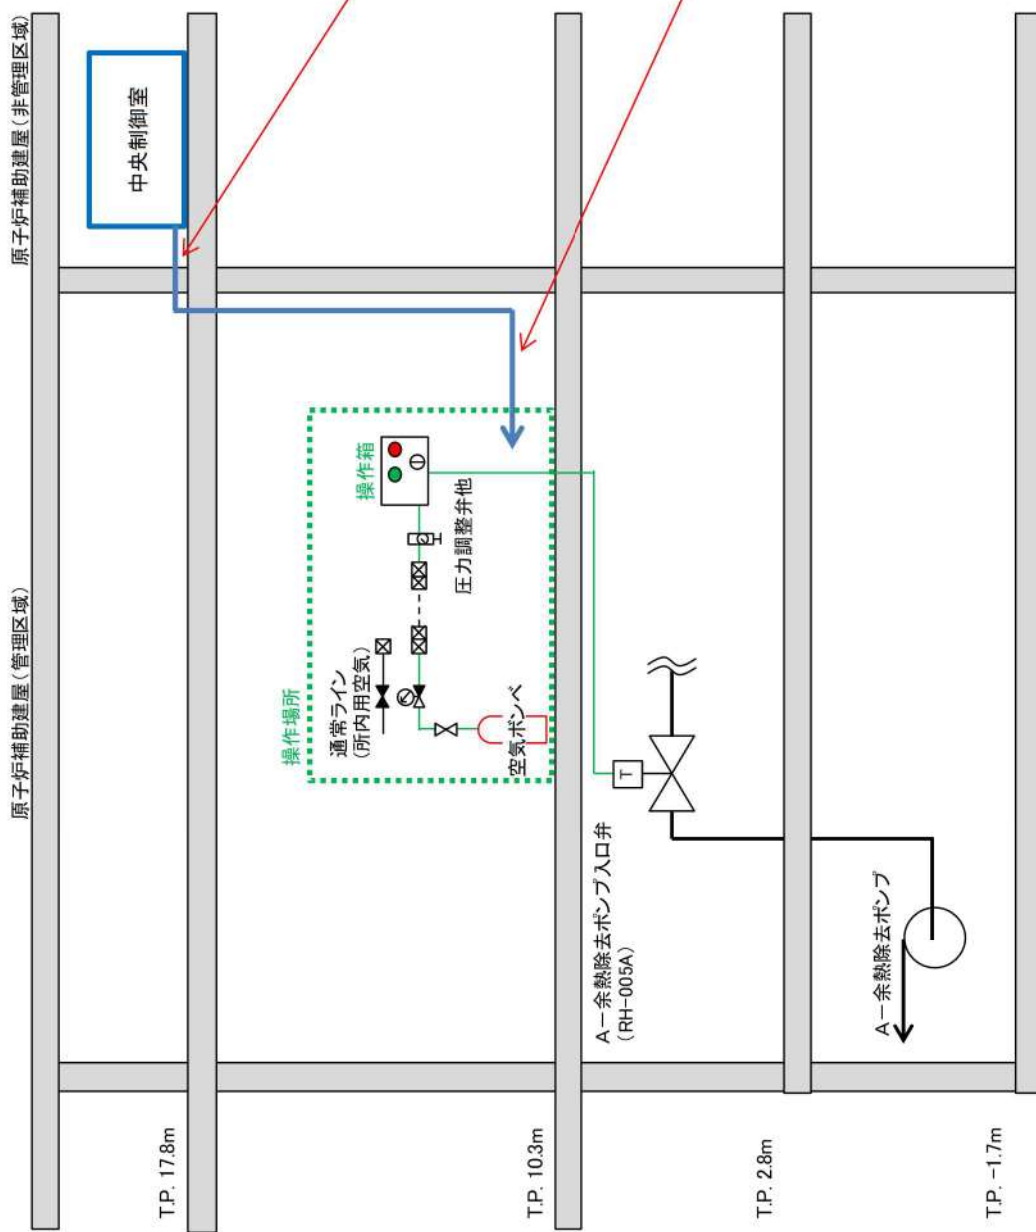 原子炉補助建屋(管理区域)
原子炉補助建屋(非管理区域)
中央制御室
T.P. 17.8m
操作場所
通常ライン
(所内用空気)
操作箱
圧力調整弁他
空気ボンベ
T.P. 10.3m
A-余熱除去ポンプ入口弁
(RH-005A)
T
T.P. 2.8m
A-余熱除去ポンプ
T.P. -1.7m